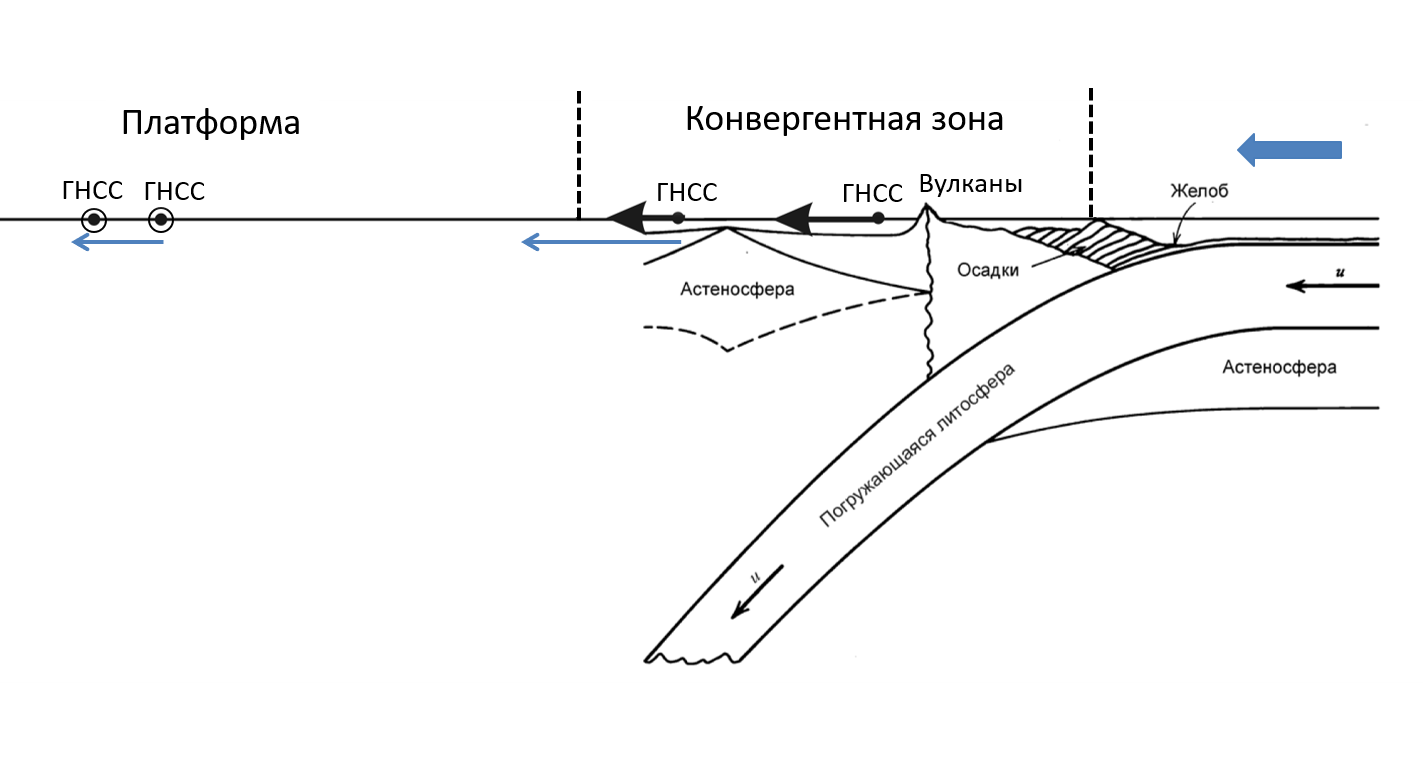 Платформа
Конвергентная зона
ГНСС ГНСС
ГНСС
ГНСС
Вулканы
Желоб
Осадки
Астеносфера
u
Астеносфера
Погружающаяся литосфера
u